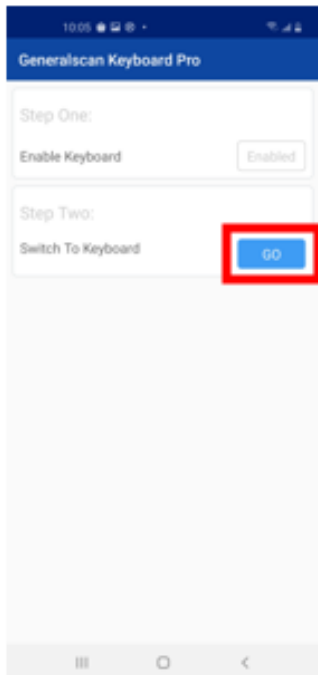 10:05
Generalscan Keyboard Pro
Step One:
Enable Keyboard
Enabled
Step Two:
Switch To Keyboard
GO